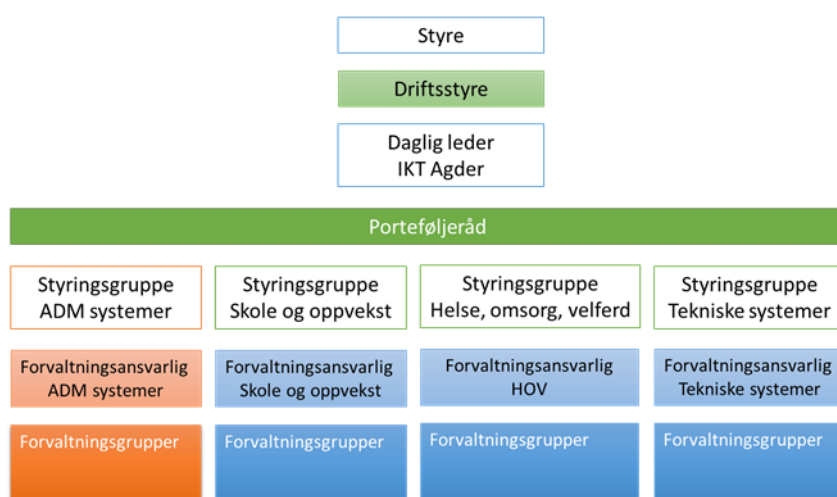 Styre
Driftsstyre
Daglig leder
IKT Agder
Porteføljeråd
Styringsgruppe
ADM systemer
Styringsgruppe
Skole og oppvekst
Styringsgruppe
Helse, omsorg, velferd
Styringsgruppe
Tekniske systemer
Forvaltningsansvarlig
ADM systemer
Forvaltningsansvarlig
Skole og oppvekst
Forvaltningsansvarlig
HOV
Forvaltningsansvarlig
Tekniske systemer
Forvaltningsgrupper
Forvaltningsgrupper
Forvaltningsgrupper
Forvaltningsgrupper